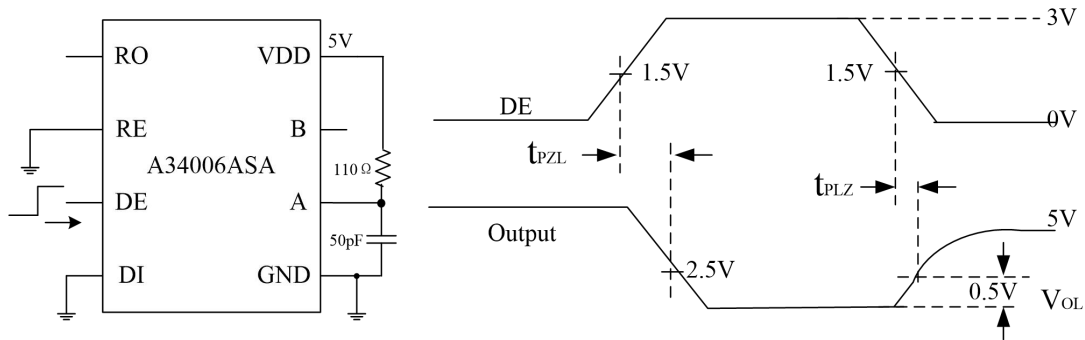 RO
VDD
5V
RE
B
A34006ASA
110Ω
DE
A
50pF
DI
GND
3V
1.5V
1.5V
DE
0V
tPZL
tPLZ
Output
5V
2.5V
0.5V
VOL